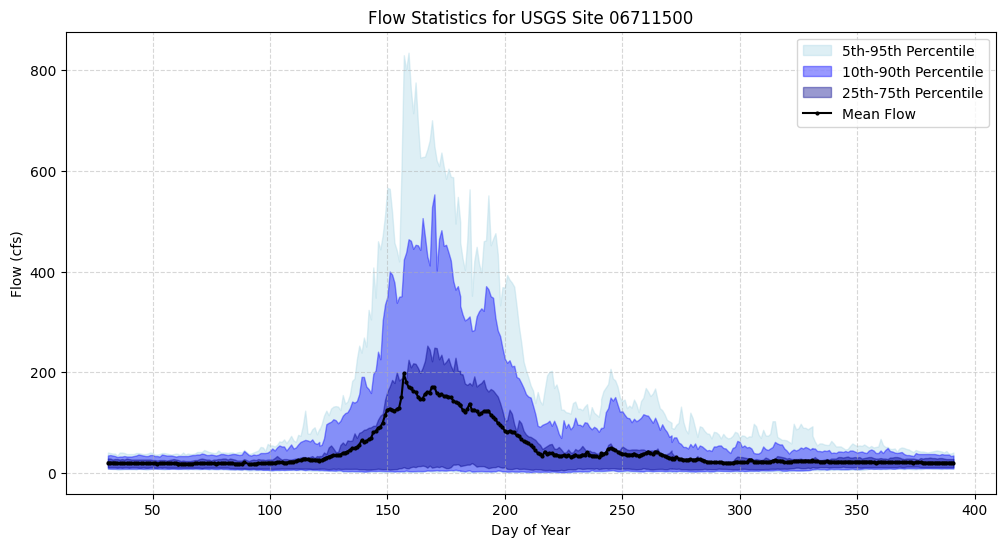 Flow Statistics for USGS Site 06711500
5th-95th Percentile
10th-90th Percentile
25th-75th Percentile
Mean Flow
Flow (cfs)
800
600
400
200
0
50
100
150
200
250
300
350
400
Day of Year